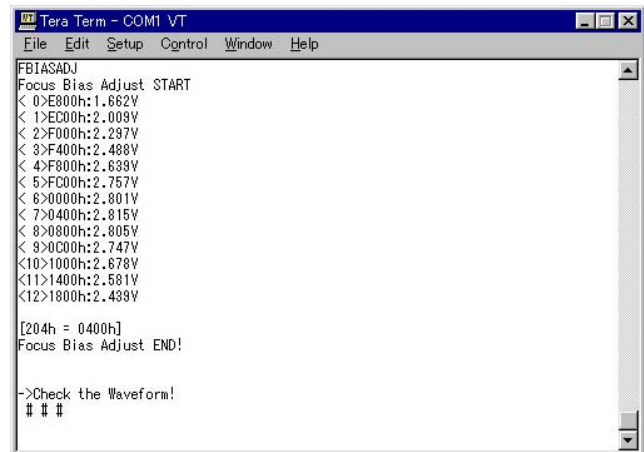 Tera Term - COM1 VT
File Edit Setup Control Window Help
FBIASADJ
Focus Bias Adjust START
< 0>E800h:1.662V
< 1>EC00h:2.009V
< 2>F000h:2.297V
< 3>F400h:2.488V
< 4>F800h:2.639V
< 5>FC00h:2.757V
< 6>0000h:2.801V
< 7>0400h:2.815V
< 8>0800h:2.805V
< 9>0C00h:2.747V
<10>1000h:2.678V
<11>1400h:2.581V
<12>1800h:2.439V
[204h = 0400h]
Focus Bias Adjust END!
->Check the Waveform!
# # #